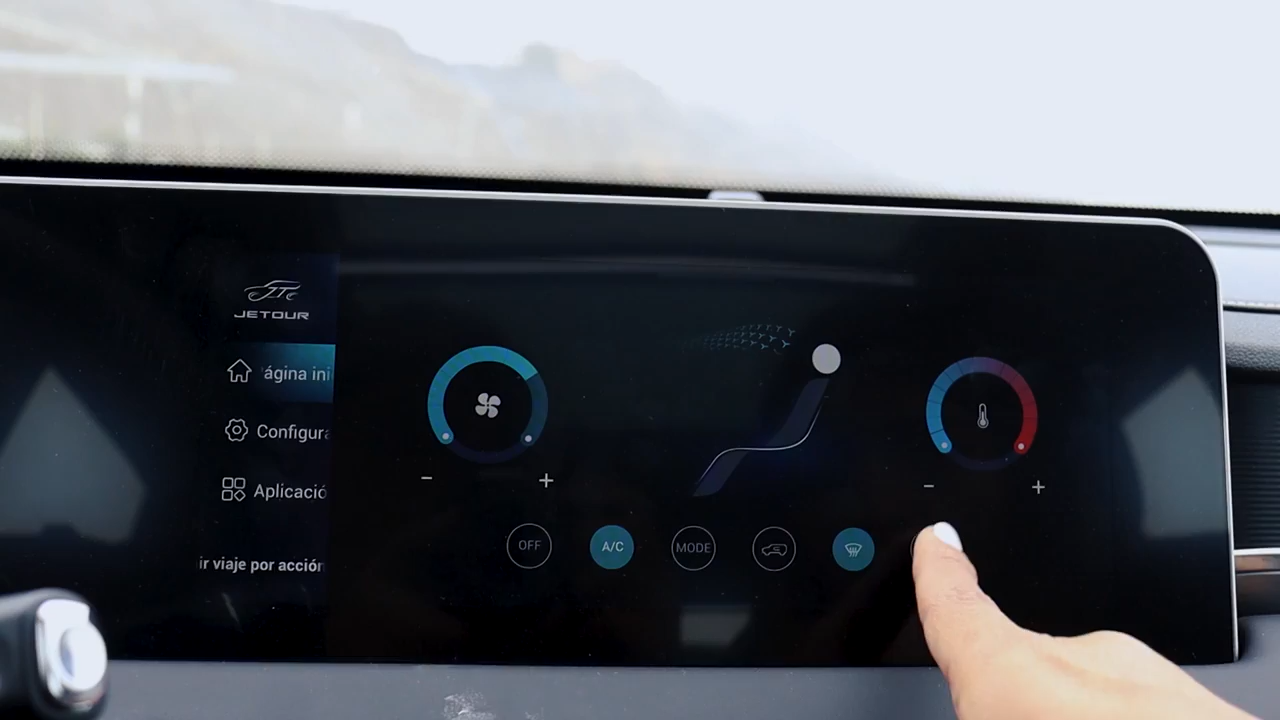 JETOUR
ágina ini
Configura
Aplicació
ir viaje por acción
OFF
A/C
MODE